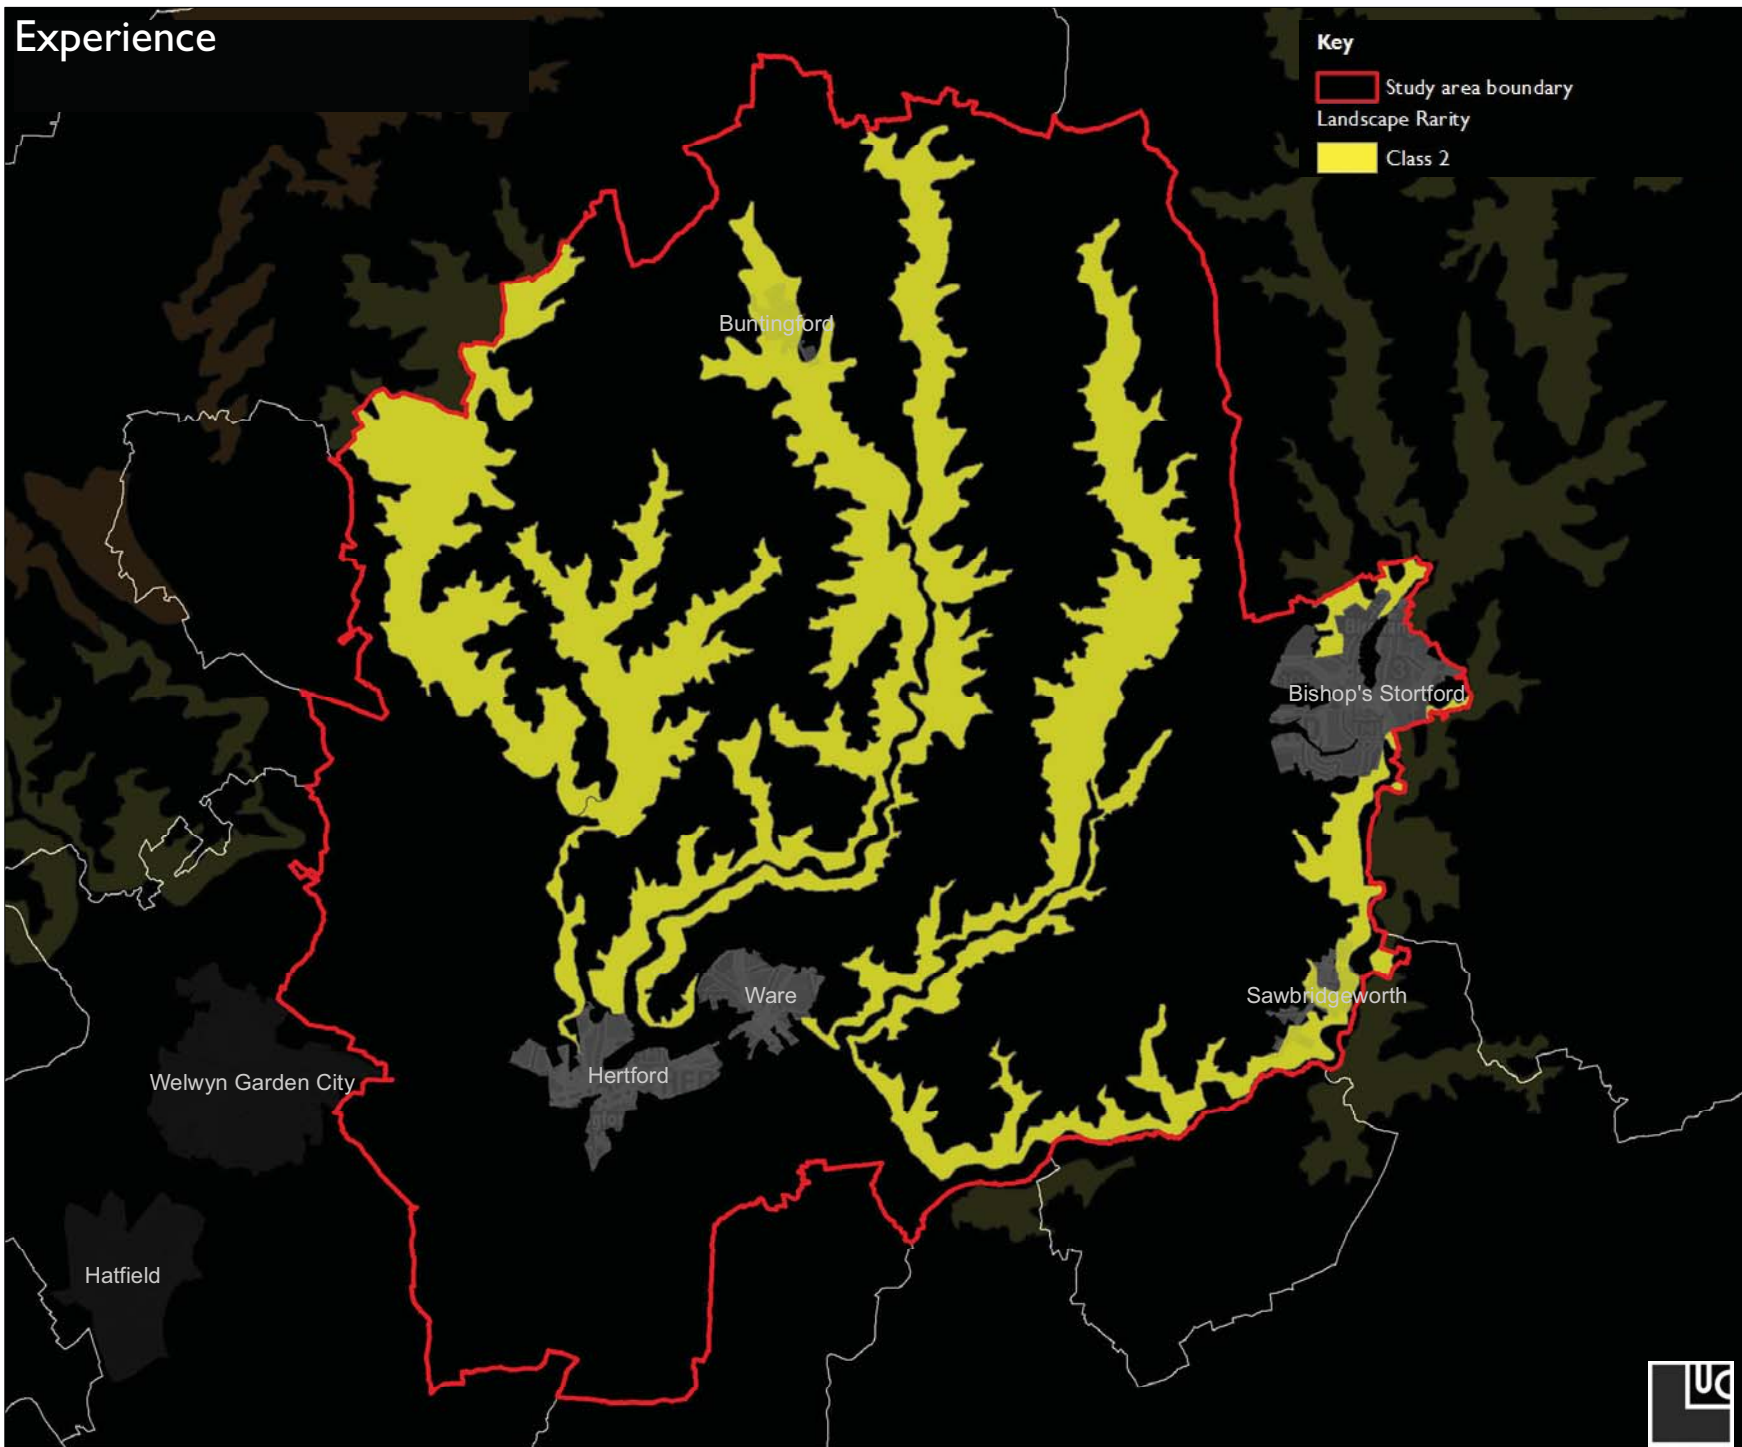 Experience
Key
Study area boundary
Landscape Rarity
Class 2
Buntingford
Bishop's Stortford
Ware
Sawbridgeworth
Hertford
Welwyn Garden City
Hatfield